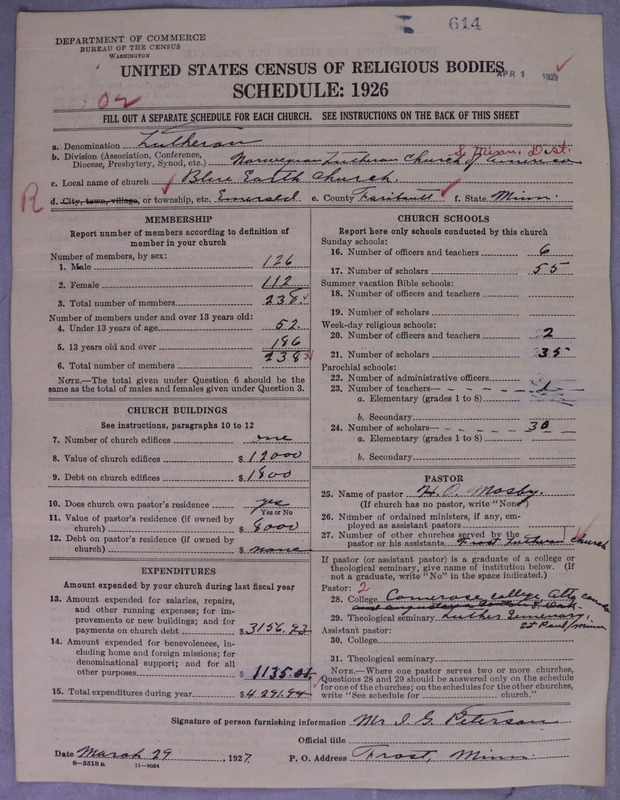 614
DEPARTMENT OF COMMERCE
BUREAU OF THE CENSUS
WASHINGTON
UNITED STATES CENSUS OF RELIGIOUS BODIES
APR 1 1927
SCHEDULE: 1926
FILL OUT A SEPARATE SCHEDULE FOR EACH CHURCH. SEE INSTRUCTIONS ON THE BACK OF THIS SHEET
a. Denomination Lutheran
S. Minn. Dist.
b. Division (Association, Conference,
Diocese, Presbytery, Synod, etc.) Norwegian Lutheran Church of America
c. Local name of church Blue Earth Church.
R
d. City, town, village, or township, etc. Emerald e. County Faribault f. State Minn.
MEMBERSHIP
Report number of members according to definition of
member in your church
Number of members, by sex:
1. Male 126
2. Female 112
3. Total number of members 238
Number of members under and over 13 years old:
4. Under 13 years of age 52
5. 13 years old and over 186
6. Total number of members 238
NOTE.—The total given under Question 6 should be the
same as the total of males and females given under Question 3.
CHURCH BUILDINGS
See instructions, paragraphs 10 to 12
7. Number of church edifices one
8. Value of church edifices $12000
9. Debt on church edifices $1800
10. Does church own pastor's residence yes
Yes or No
11. Value of pastor's residence (if owned by
church) $8000
12. Debt on pastor's residence (if owned by
church) $none
EXPENDITURES
Amount expended by your church during last fiscal year
13. Amount expended for salaries, repairs,
and other running expenses; for im-
provements or new buildings; and for
payments on church debt $3156.93
14. Amount expended for benevolences, in-
cluding home and foreign missions; for
denominational support; and for all
other purposes $1135.01
15. Total expenditures during year $4291.94
CHURCH SCHOOLS
Report here only schools conducted by this church
Sunday schools:
16. Number of officers and teachers 6
17. Number of scholars 55
Summer vacation Bible schools:
18. Number of officers and teachers
19. Number of scholars
Week-day religious schools:
20. Number of officers and teachers 2
21. Number of scholars 35
Parochial schools:
22. Number of administrative officers
23. Number of teachers—
a. Elementary (grades 1 to 8)
b. Secondary
24. Number of scholars— 30
a. Elementary (grades 1 to 8)
b. Secondary
PASTOR
25. Name of pastor H. O. Mosby.
(If church has no pastor, write "None")
26. Number of ordained ministers, if any, em-
ployed as assistant pastors
27. Number of other churches served by the
pastor or his assistants Frost Lutheran Church
If pastor (or assistant pastor) is a graduate of a college or
theological seminary, give name of institution below. (If
not a graduate, write "No" in the space indicated.)
Pastor: 2
28. College college Alta
29. Theological seminary Luther Seminary,
St Paul, Minn
Assistant pastor:
30. College
31. Theological seminary
NOTE.—Where one pastor serves two or more churches,
Questions 28 and 29 should be answered only on the schedule
for one of the churches; on the schedules for the other churches,
write "See schedule for church."
Signature of person furnishing information Mr I. G. Peterson
Official title
Date March 29, 1927. P. O. Address Frost, Minn.
8—5518a 11—9034